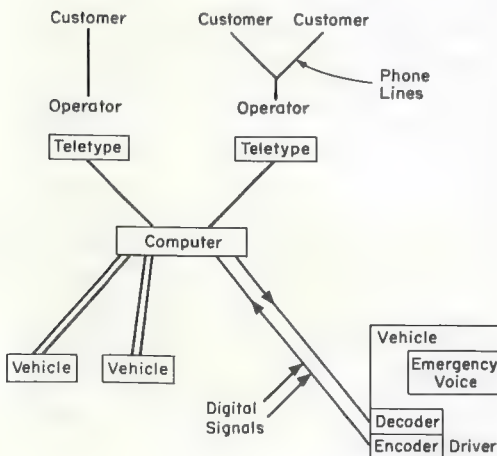 Customer
Customer Customer
Phone
Lines
Operator
Operator
Teletype
Teletype
Computer
Vehicle
Vehicle
Vehicle
Emergency
Voice
Digital
Signals
Decoder
Encoder Driver